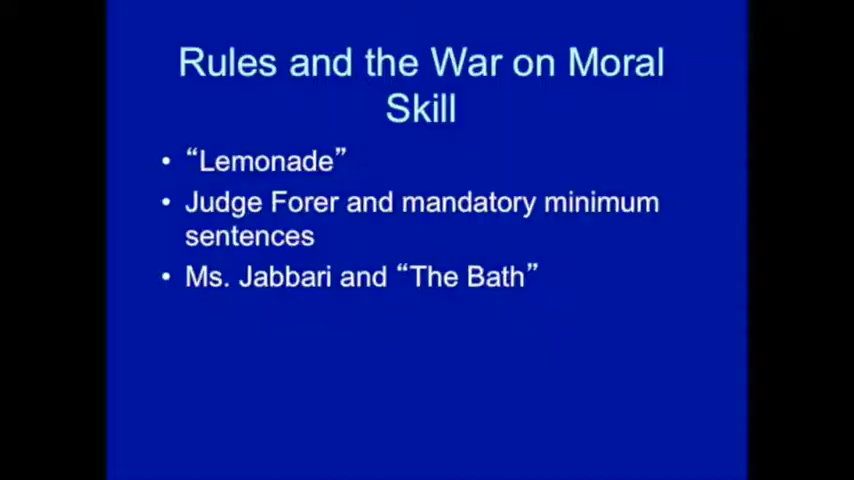 Rules and the War on Moral
Skill
• “Lemonade”
• Judge Forer and mandatory minimum
sentences
• Ms. Jabbari and “The Bath”